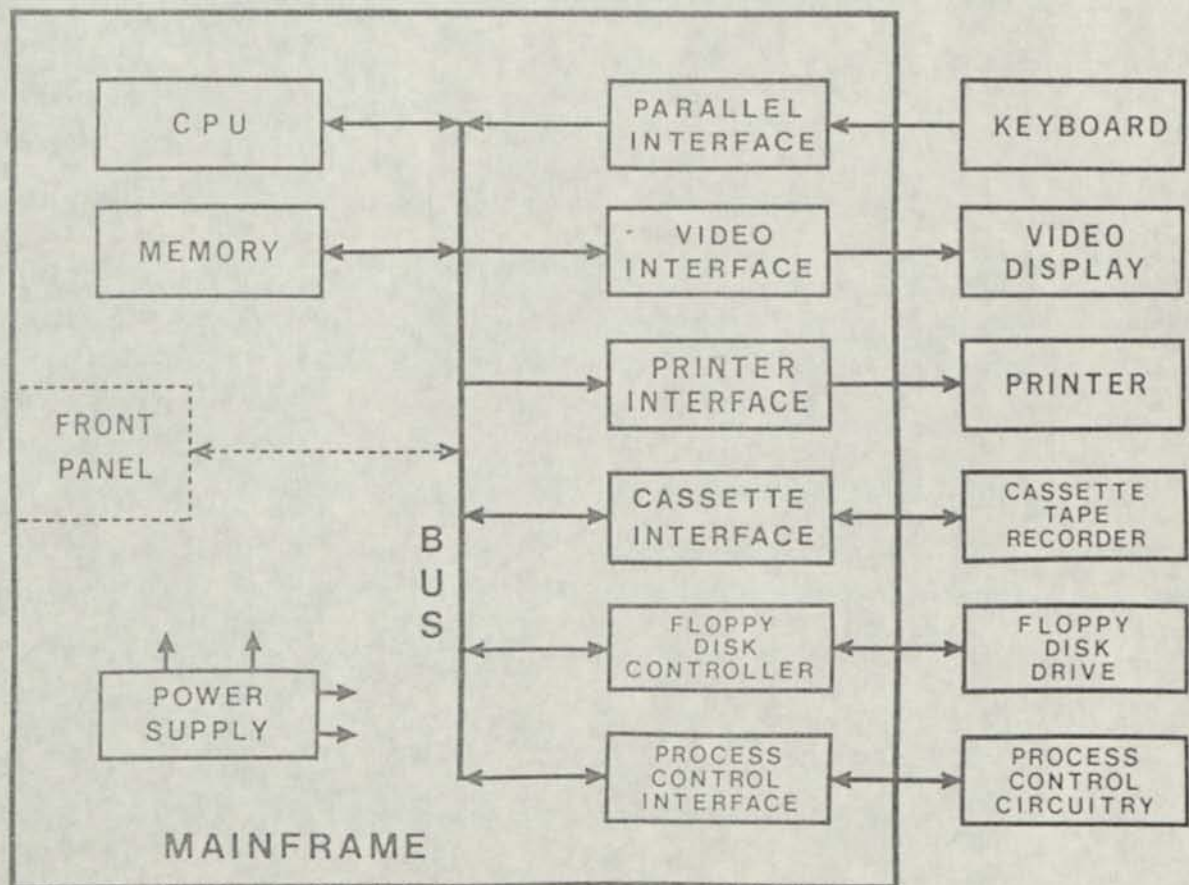 CPU
PARALLEL
INTERFACE
KEYBOARD
MEMORY
VIDEO
INTERFACE
VIDEO
DISPLAY
PRINTER
INTERFACE
PRINTER
FRONT
PANEL
CASSETTE
INTERFACE
CASSETTE
TAPE
RECORDER
BUS
FLOPPY
DISK
CONTROLLER
FLOPPY
DISK
DRIVE
POWER
SUPPLY
PROCESS
CONTROL
INTERFACE
PROCESS
CONTROL
CIRCUITRY
MAINFRAME